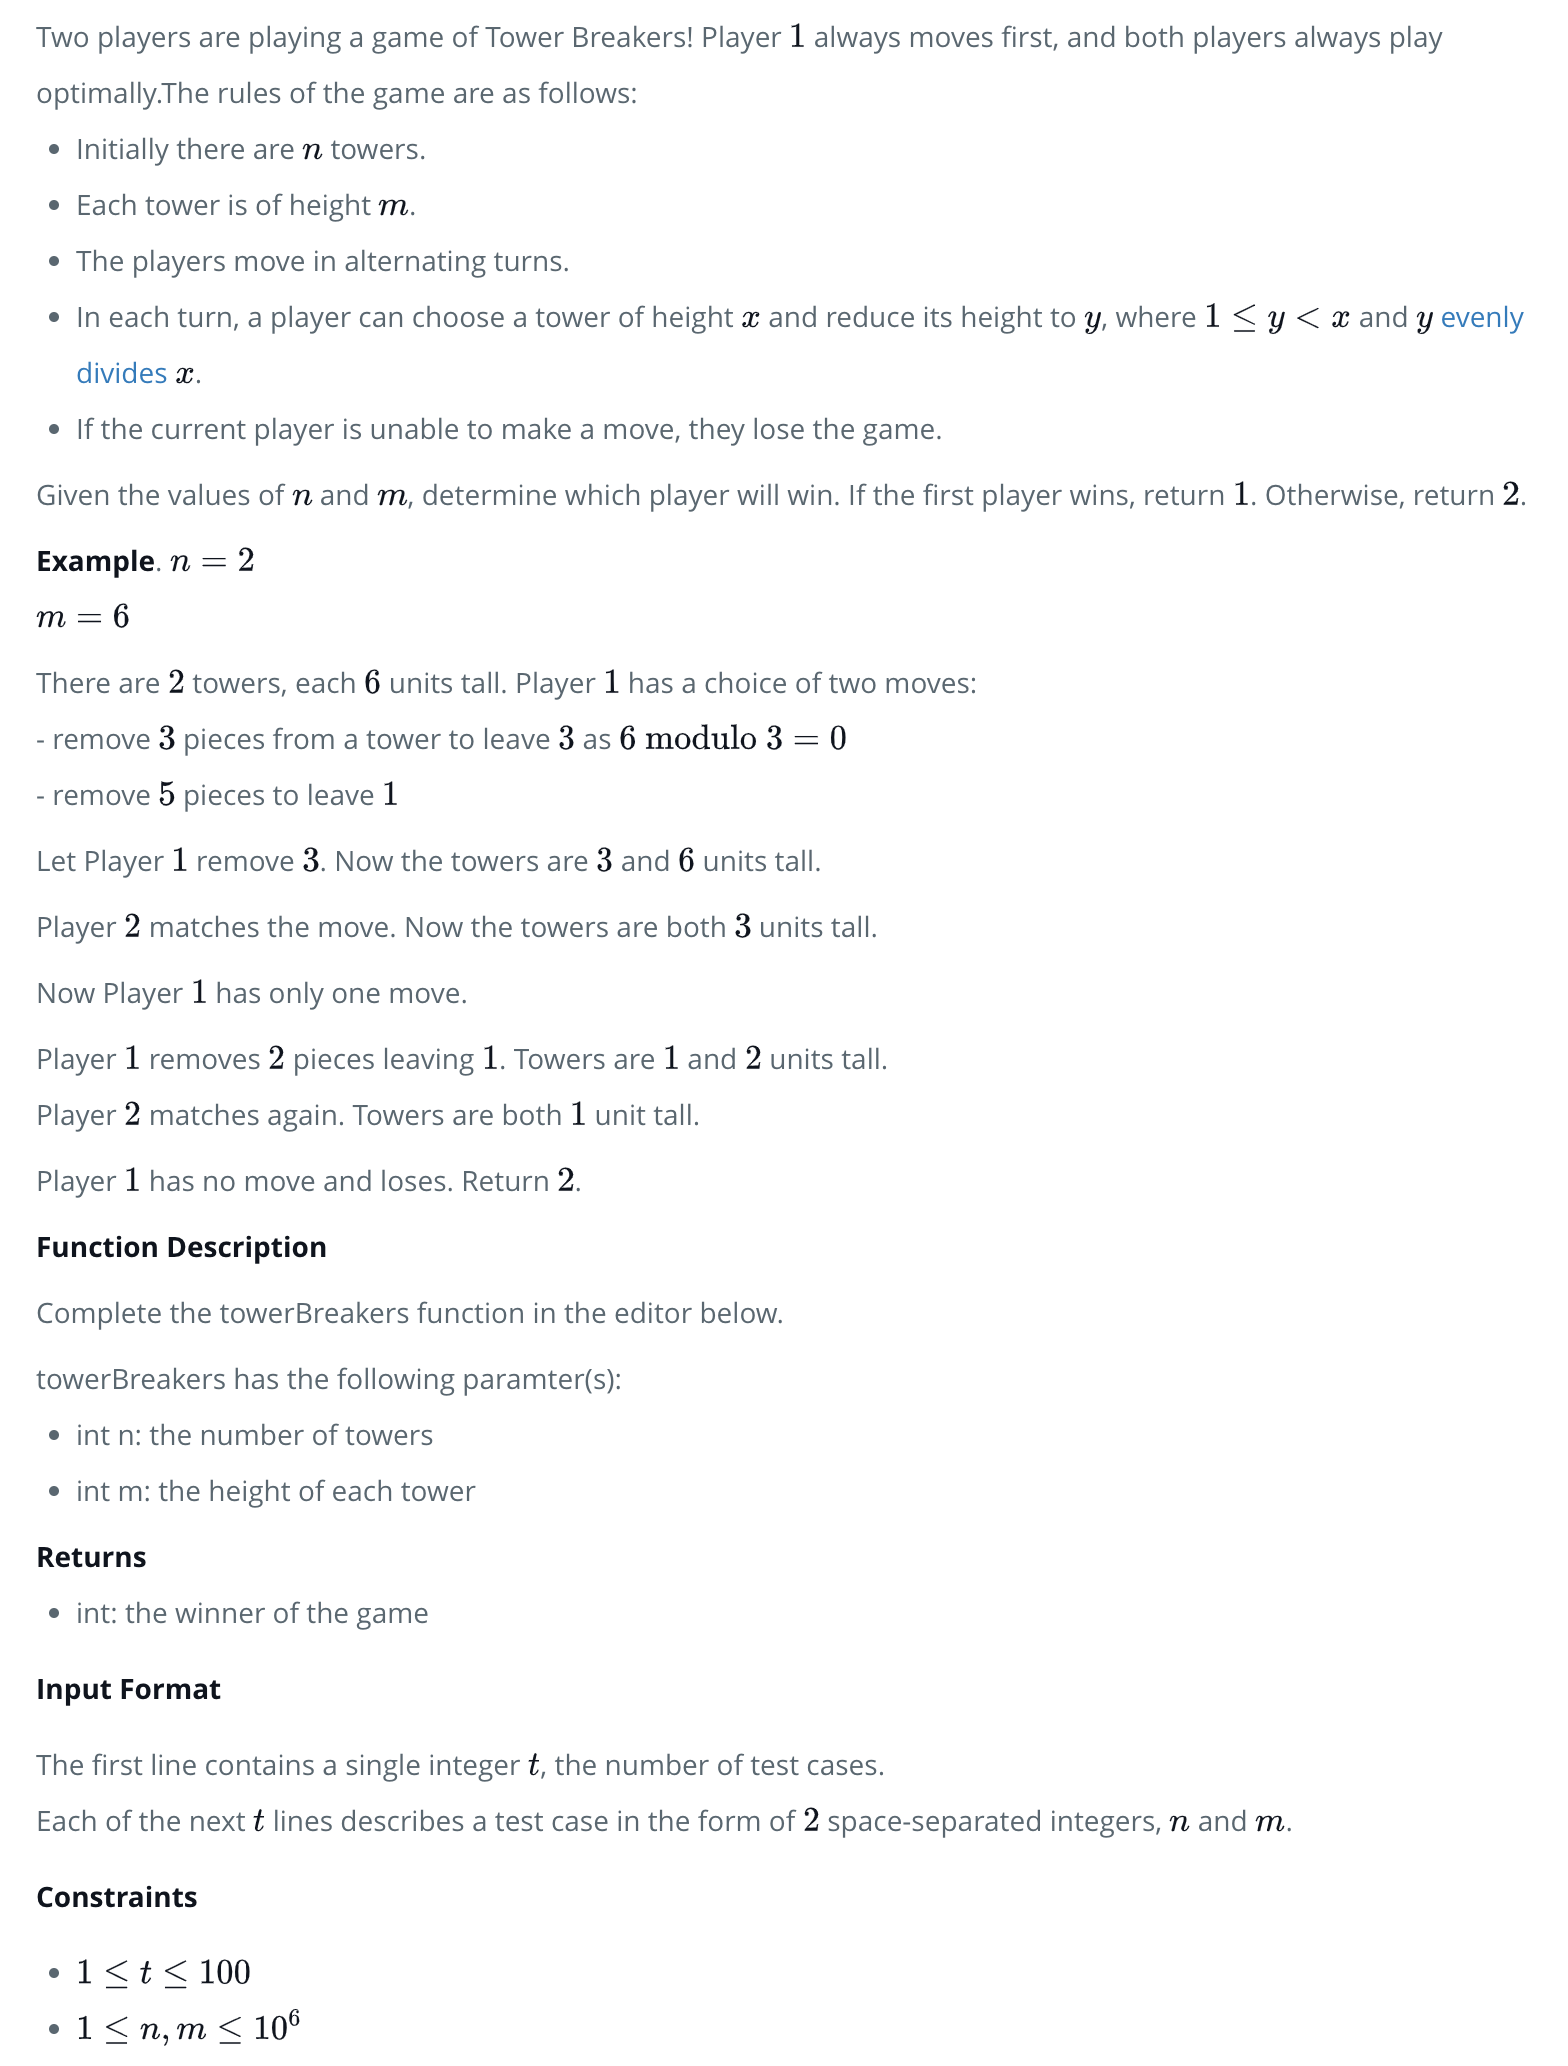 Two players are playing a game of Tower Breakers! Player 1 always moves first, and both players always play
optimally.The rules of the game are as follows:
• Initially there are n towers.
• Each tower is of height m.
• The players move in alternating turns.
• In each turn, a player can choose a tower of height x and reduce its height to y, where 1 ≤ y < x and y evenly
divides x.
• If the current player is unable to make a move, they lose the game.
Given the values of n and m, determine which player will win. If the first player wins, return 1. Otherwise, return 2.
Example. n = 2
m = 6
There are 2 towers, each 6 units tall. Player 1 has a choice of two moves:
- remove 3 pieces from a tower to leave 3 as 6 modulo 3 = 0
- remove 5 pieces to leave 1
Let Player 1 remove 3. Now the towers are 3 and 6 units tall.
Player 2 matches the move. Now the towers are both 3 units tall.
Now Player 1 has only one move.
Player 1 removes 2 pieces leaving 1. Towers are 1 and 2 units tall.
Player 2 matches again. Towers are both 1 unit tall.
Player 1 has no move and loses. Return 2.
Function Description
Complete the towerBreakers function in the editor below.
towerBreakers has the following paramter(s):
• int n: the number of towers
• int m: the height of each tower
Returns
• int: the winner of the game
Input Format
The first line contains a single integer t, the number of test cases.
Each of the next t lines describes a test case in the form of 2 space-separated integers, n and m.
Constraints
• 1 ≤ t ≤ 100
• 1 ≤ n, m ≤ 10⁶